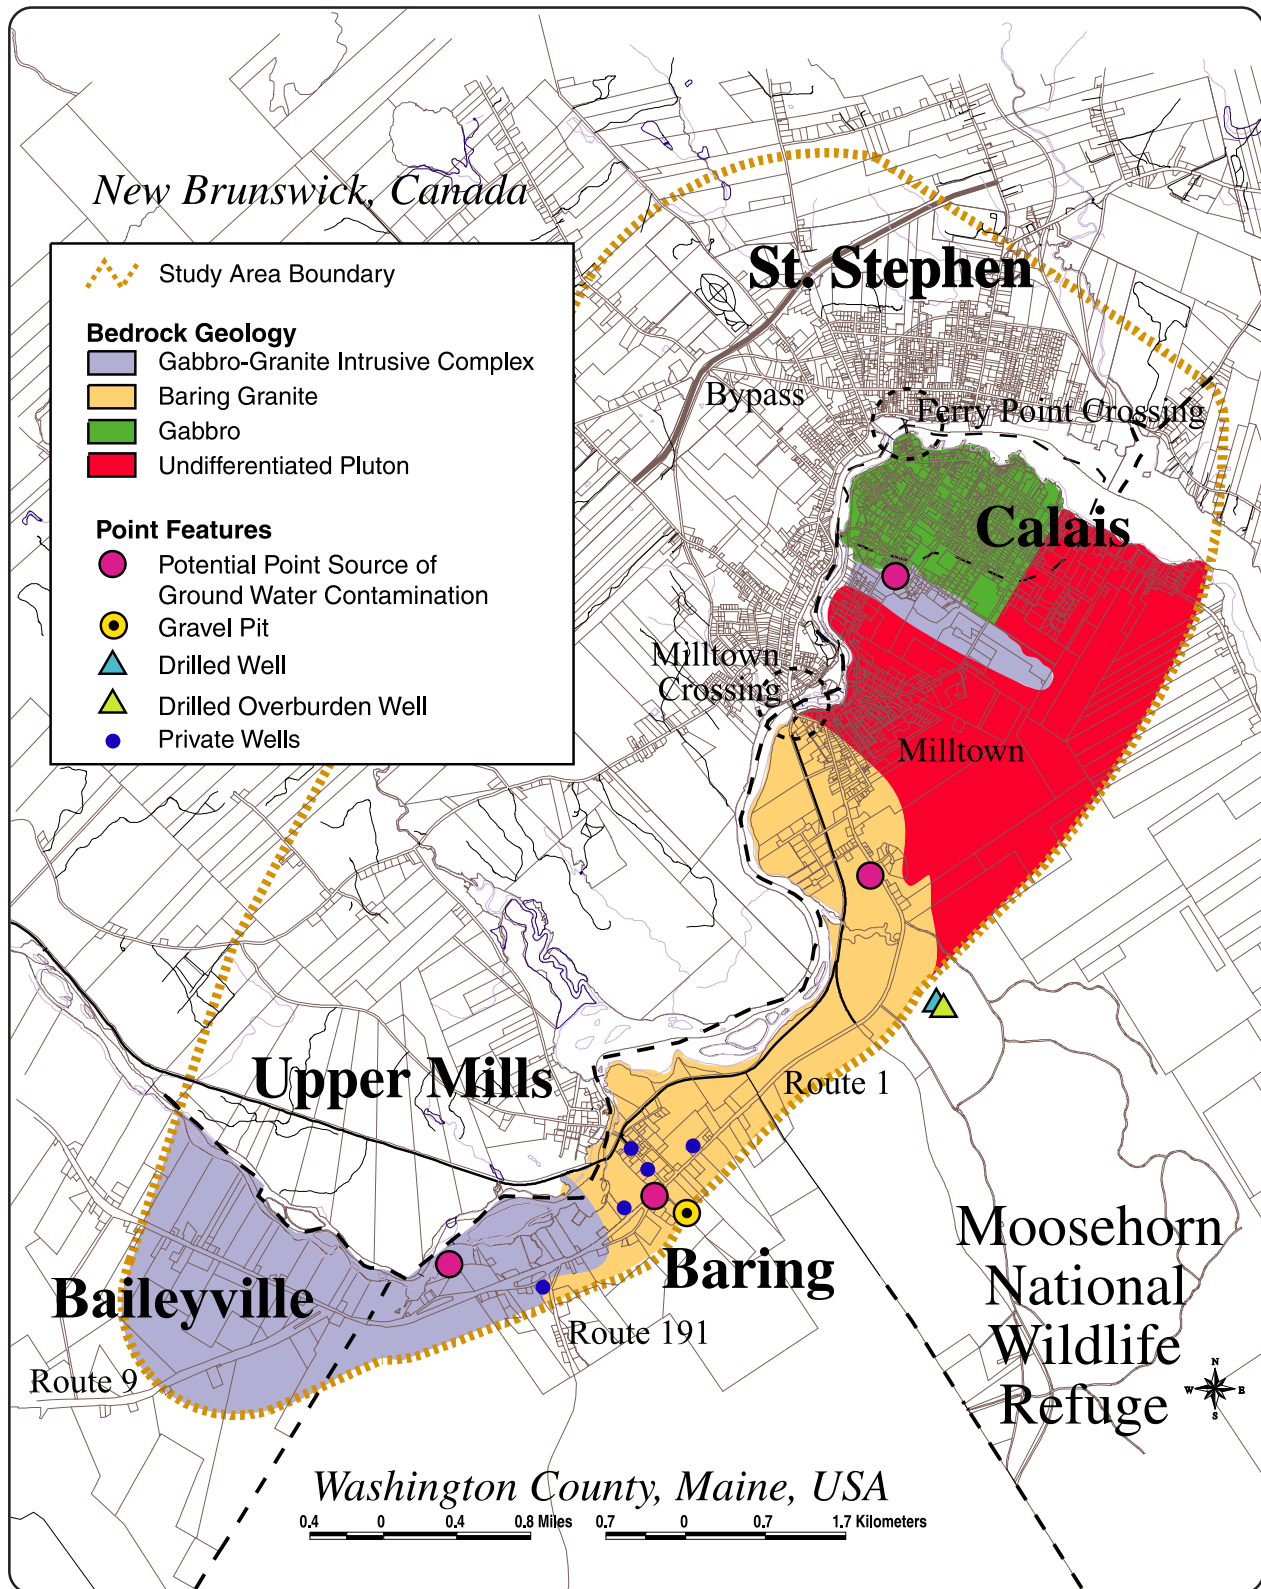 New Brunswick, Canada
Study Area Boundary
Bedrock Geology
Gabbro-Granite Intrusive Complex
Baring Granite
Gabbro
Undifferentiated Pluton
Point Features
Potential Point Source of
Ground Water Contamination
Gravel Pit
Drilled Well
Drilled Overburden Well
Private Wells
St. Stephen
Bypass
Ferry Point Crossing
Calais
Milltown
Crossing
Milltown
Upper Mills
Route 1
Baring
Baileyville
Route 191
Route 9
Moosehorn
National
Wildlife
Refuge
N
W E
S
Washington County, Maine, USA
0.4 0 0.4 0.8 Miles 0.7 0 0.7 1.7 Kilometers